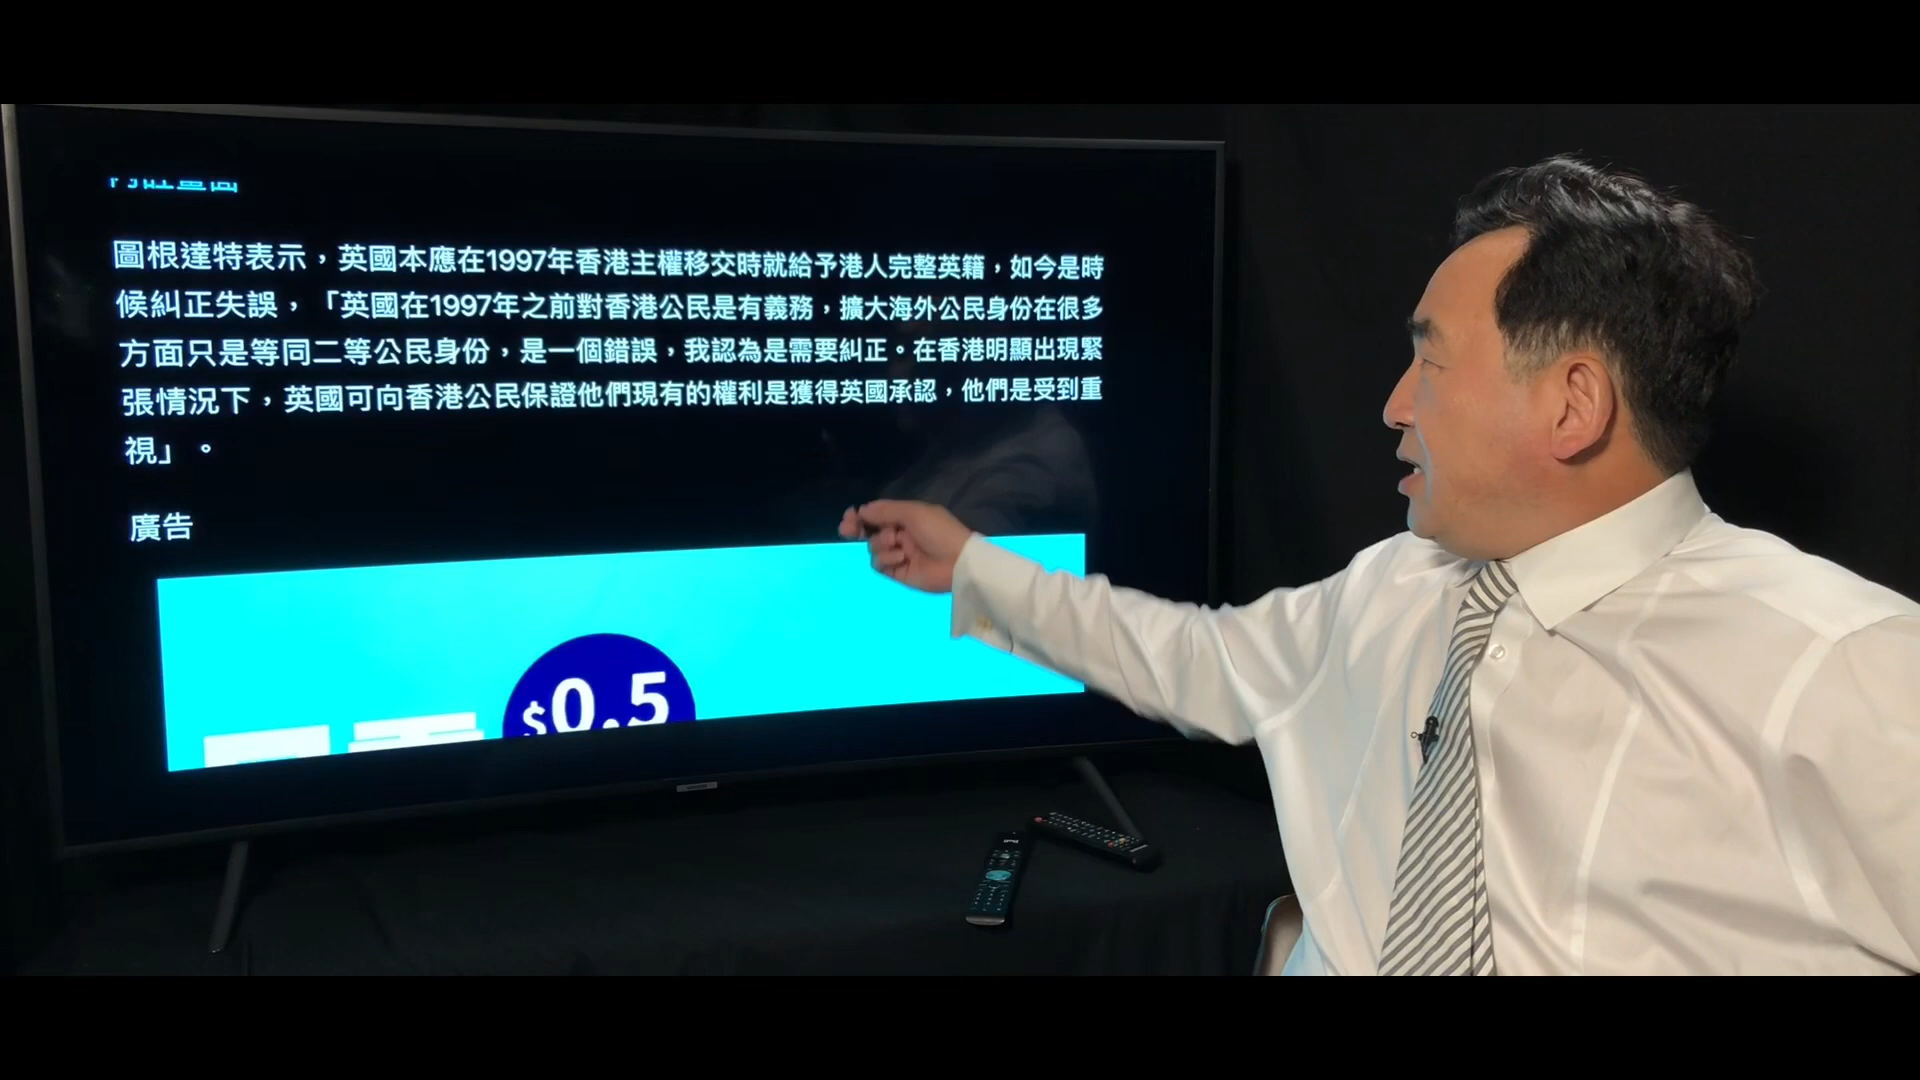 圖根達特表示，英國本應在1997年香港主權移交時就給予港人完整英籍，如今是時
候糾正失誤，「英國在1997年之前對香港公民是有義務，擴大海外公民身份在很多
方面只是等同二等公民身份，是一個錯誤，我認為是需要糾正。在香港明顯出現緊
張情況下，英國可向香港公民保證他們現有的權利是獲得英國承認，他們是受到重
視」。
廣告
$0.5